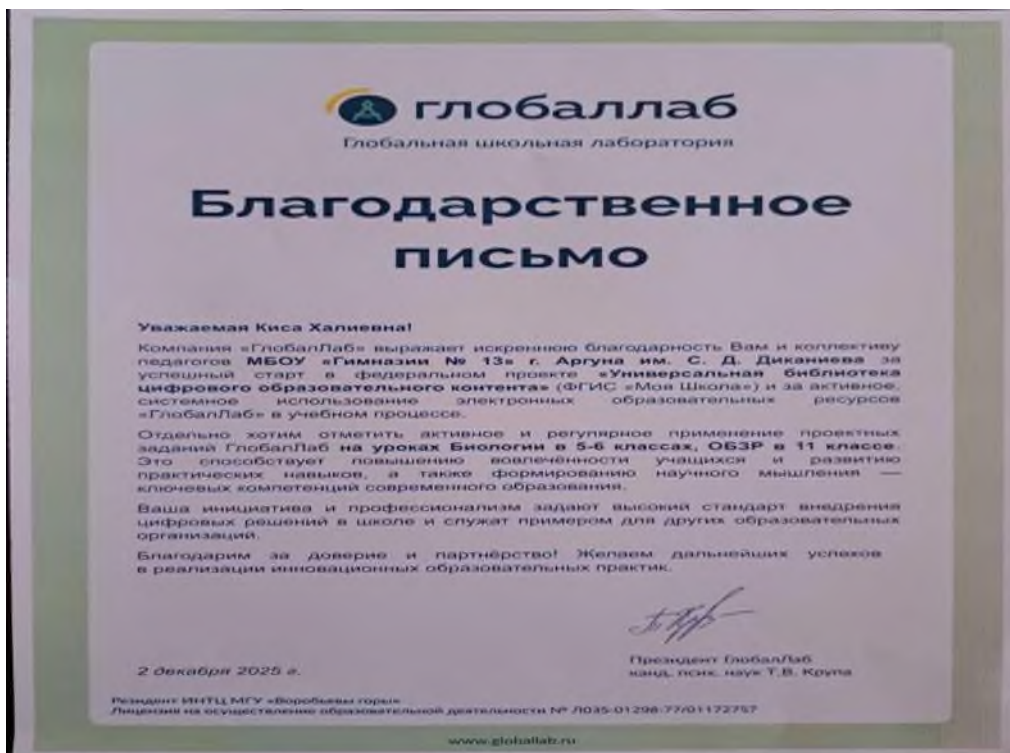 глобаллаб
Глобальная школьная лаборатория
Благодарственное
письмо
Уважаемая Киса Халиевна!
Компания «ГлобалЛаб» выражает искреннюю благодарность Вам и коллективу
педагогов МБОУ «Гимназии № 13» г. Аргуна им. С. Д. Диканиева за
успешный старт в федеральном проекте «Универсальная библиотека
цифрового образовательного контента» (ФГИС «Моя Школа») и за активное,
системное использование электронных образовательных ресурсов
«ГлобалЛаб» в учебном процессе.
Отдельно хотим отметить активное и регулярное применение проектных
заданий ГлобалЛаб на уроках Биологии в 5-6 классах, ОБЗР в 11 классе.
Это способствует повышению вовлечённости учащихся и развитию
практических навыков, а также формированию научного мышления —
ключевых компетенций современного образования.
Ваша инициатива и профессионализм задают высокий стандарт внедрения
цифровых решений в школе и служат примером для других образовательных
организаций.
Благодарим за доверие и партнёрство! Желаем дальнейших успехов
в реализации инновационных образовательных практик.
2 декабря 2025 г.
Президент ГлобалЛаб
канд. псих. наук Т.В. Крупа
Резидент ИНТЦ МГУ «Воробьевы горы»
Лицензия на осуществление образовательной деятельности № Л035-01298-77/01172757
www.globallab.ru